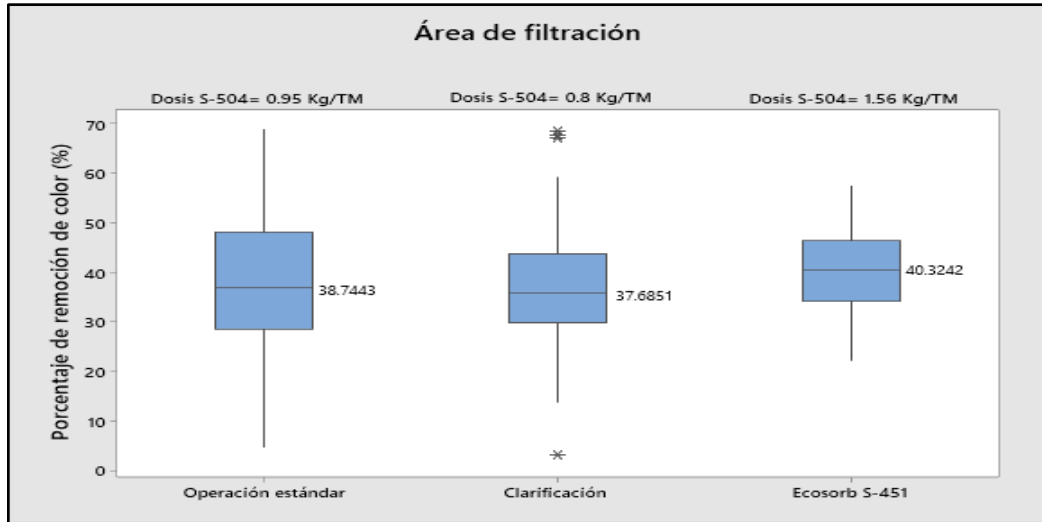 Área de filtración
Dosis S-504= 0.95 Kg/TM
Dosis S-504= 0.8 Kg/TM
Dosis S-504= 1.56 Kg/TM
Porcentaje de remoción de color (%)
70
60
50
40
30
20
10
0
38.7443
37.6851
40.3242
Operación estándar
Clarificación
Ecosorb S-451